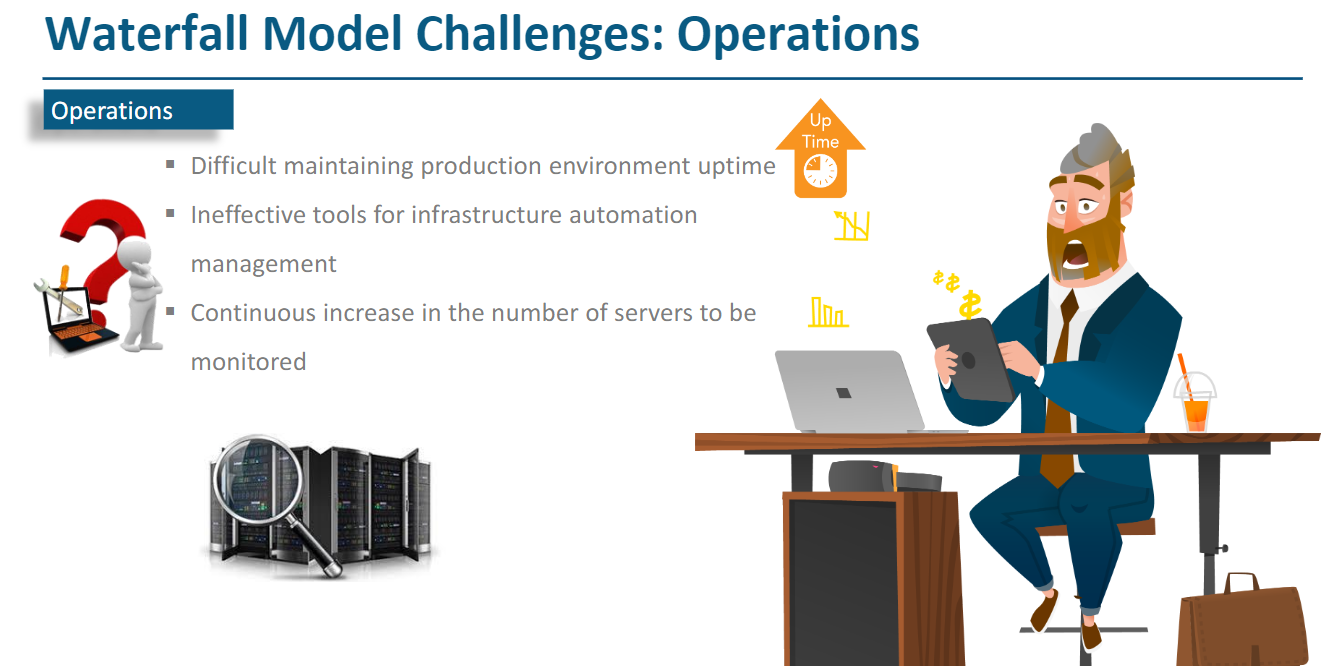 Waterfall Model Challenges: Operations
Operations
▪ Difficult maintaining production environment uptime
▪ Ineffective tools for infrastructure automation
management
▪ Continuous increase in the number of servers to be
monitored
Up
Time